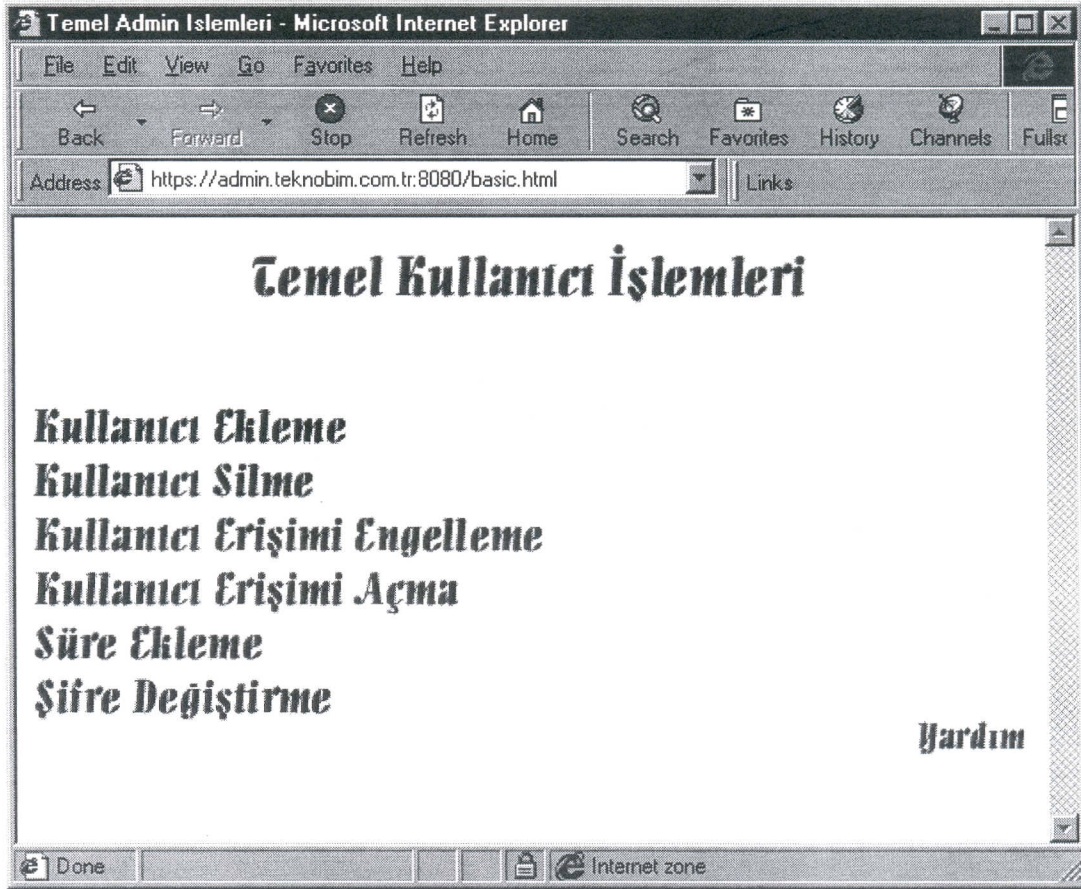 Temel Admin Islemleri - Microsoft Internet Explorer
File Edit View Go Favorites Help
Back Forward Stop Refresh Home Search Favorites History Channels
Address https://admin.teknobim.com.tr:8080/basic.html Links
Temel Kullanıcı İşlemleri
Kullanıcı Ekleme
Kullanıcı Silme
Kullanıcı Erişimi Engelleme
Kullanıcı Erişimi Açma
Süre Ekleme
Şifre Değiştirme
Yardım
Done Internet zone